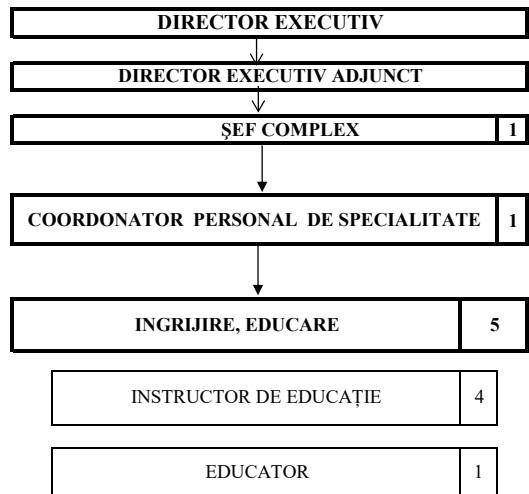 DIRECTOR EXECUTIV
DIRECTOR EXECUTIV ADJUNCT
ŞEF COMPLEX 1
COORDONATOR PERSONAL DE SPECIALITATE 1
INGRIJIRE, EDUCARE 5
INSTRUCTOR DE EDUCAȚIE 4
EDUCATOR 1